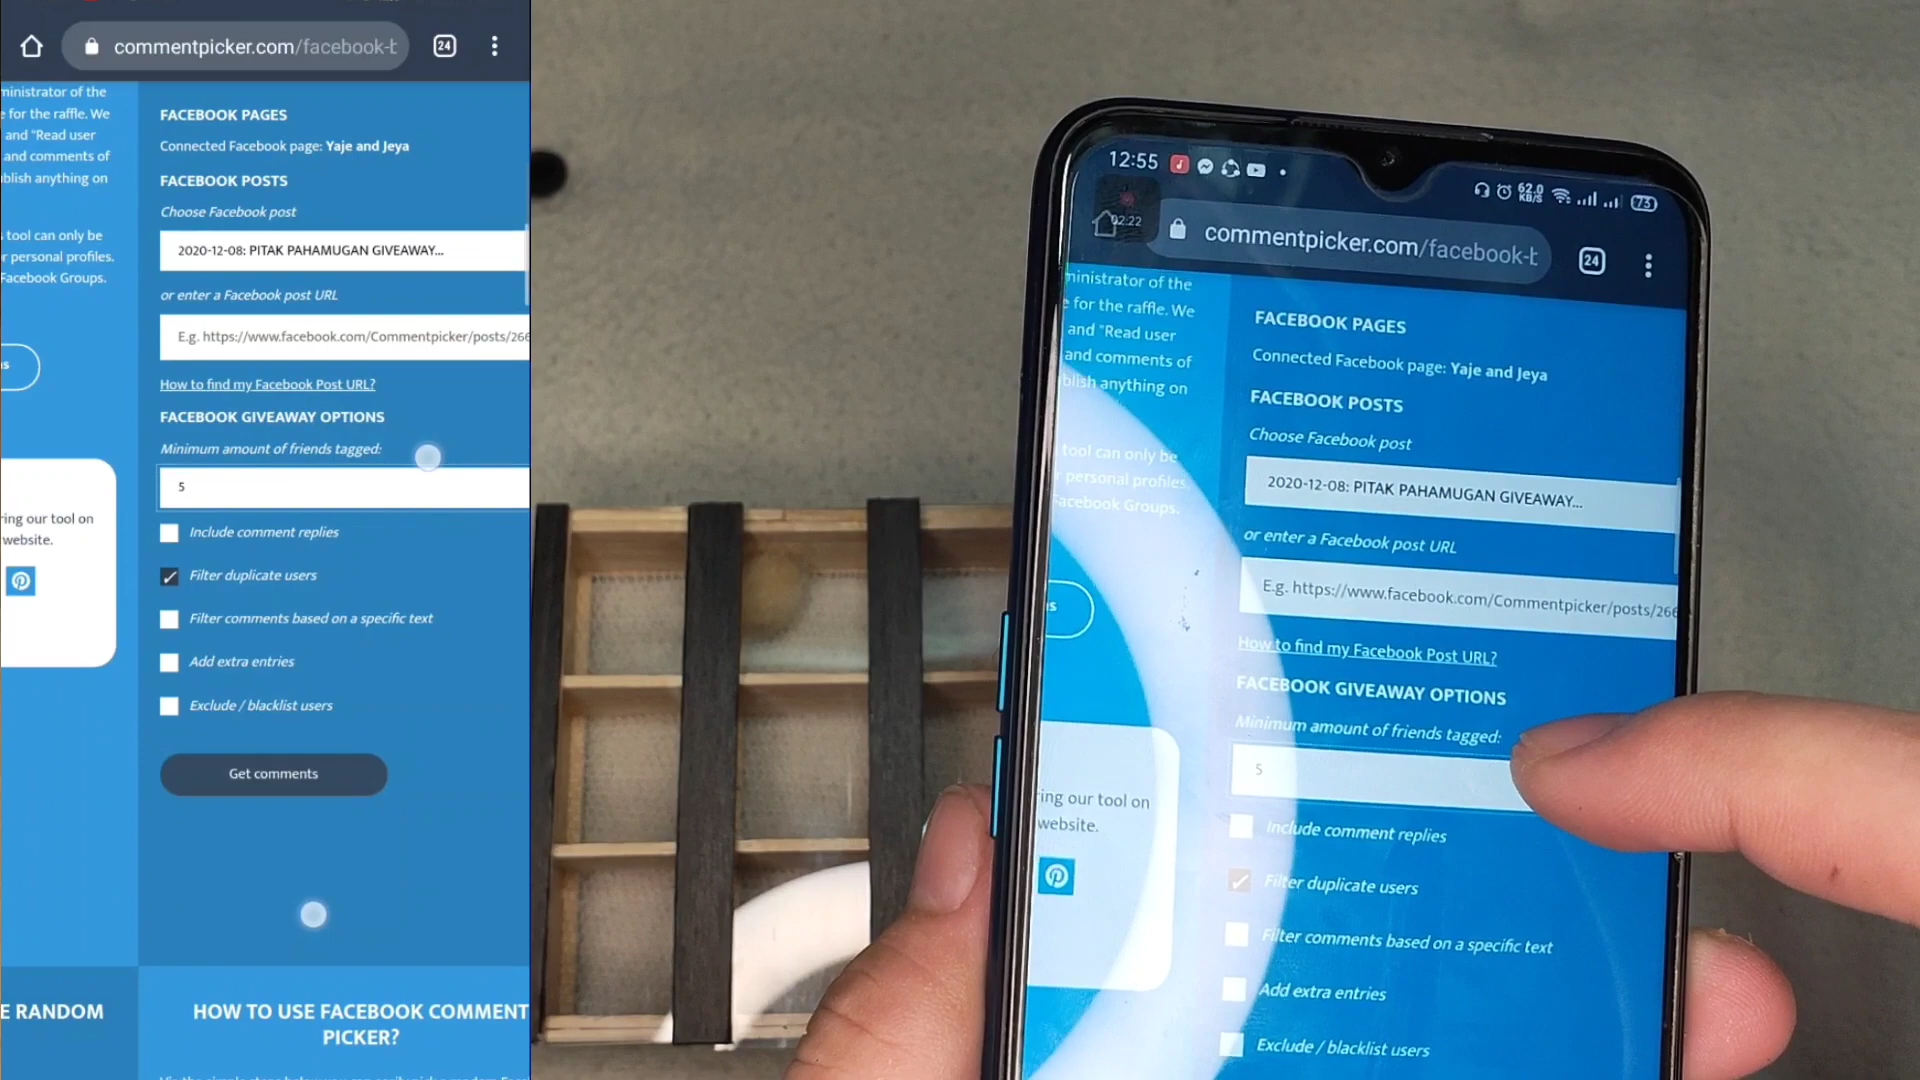 commentpicker.com/facebook-b
24
ministrator of the
e for the raffle. We
and "Read user
and comments of
blish anything on
tool can only be
r personal profiles.
Facebook Groups.
s
ring our tool on
website.
FACEBOOK PAGES
Connected Facebook page: Yaje and Jeya
FACEBOOK POSTS
Choose Facebook post
2020-12-08: PITAK PAHAMUGAN GIVEAWAY...
or enter a Facebook post URL
E.g. https://www.facebook.com/Commentpicker/posts/266
How to find my Facebook Post URL?
FACEBOOK GIVEAWAY OPTIONS
Minimum amount of friends tagged:
5
Include comment replies
Filter duplicate users
Filter comments based on a specific text
Add extra entries
Exclude / blacklist users
Get comments
E RANDOM
HOW TO USE FACEBOOK COMMENT
PICKER?
12:55
62.0
KB/S
73
02:22
commentpicker.com/facebook-b
24
ministrator of the
e for the raffle. We
and "Read user
and comments of
blish anything on
tool can only be
r personal profiles.
Facebook Groups.
s
ring our tool on
website.
FACEBOOK PAGES
Connected Facebook page: Yaje and Jeya
FACEBOOK POSTS
Choose Facebook post
2020-12-08: PITAK PAHAMUGAN GIVEAWAY...
or enter a Facebook post URL
E.g. https://www.facebook.com/Commentpicker/posts/266
How to find my Facebook Post URL?
FACEBOOK GIVEAWAY OPTIONS
Minimum amount of friends tagged:
5
Include comment replies
Filter duplicate users
Filter comments based on a specific text
Add extra entries
Exclude / blacklist users